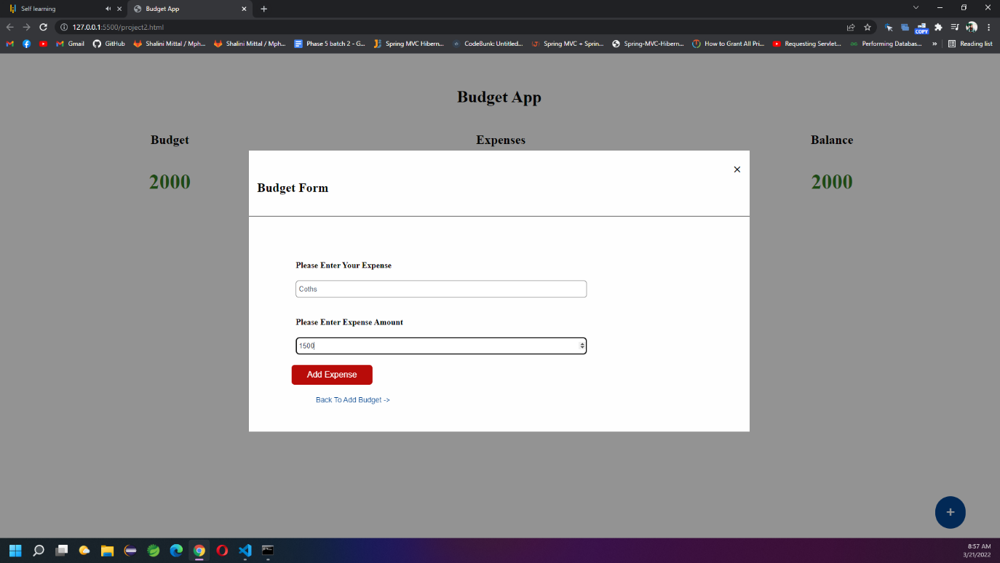 Self learning
Budget App
127.0.0.1:5500/project2.html
Gmail
GitHub
Shalini Mittal / Mph...
Shalini Mittal / Mph...
Phase 5 batch 2 - G...
Spring MVC Hibern...
CodeBunk: Untitled...
Spring MVC + Sprin...
Spring-MVC-Hibern...
How to Grant All Pri...
Requesting Servlet...
Performing Databas...
»
Reading list
COPY
Budget App
Budget
Expenses
Balance
2000
2000
Budget Form
Please Enter Your Expense
Coths
Please Enter Expense Amount
1500
Add Expense
Back To Add Budget ->
+
8:57 AM
3/21/2022